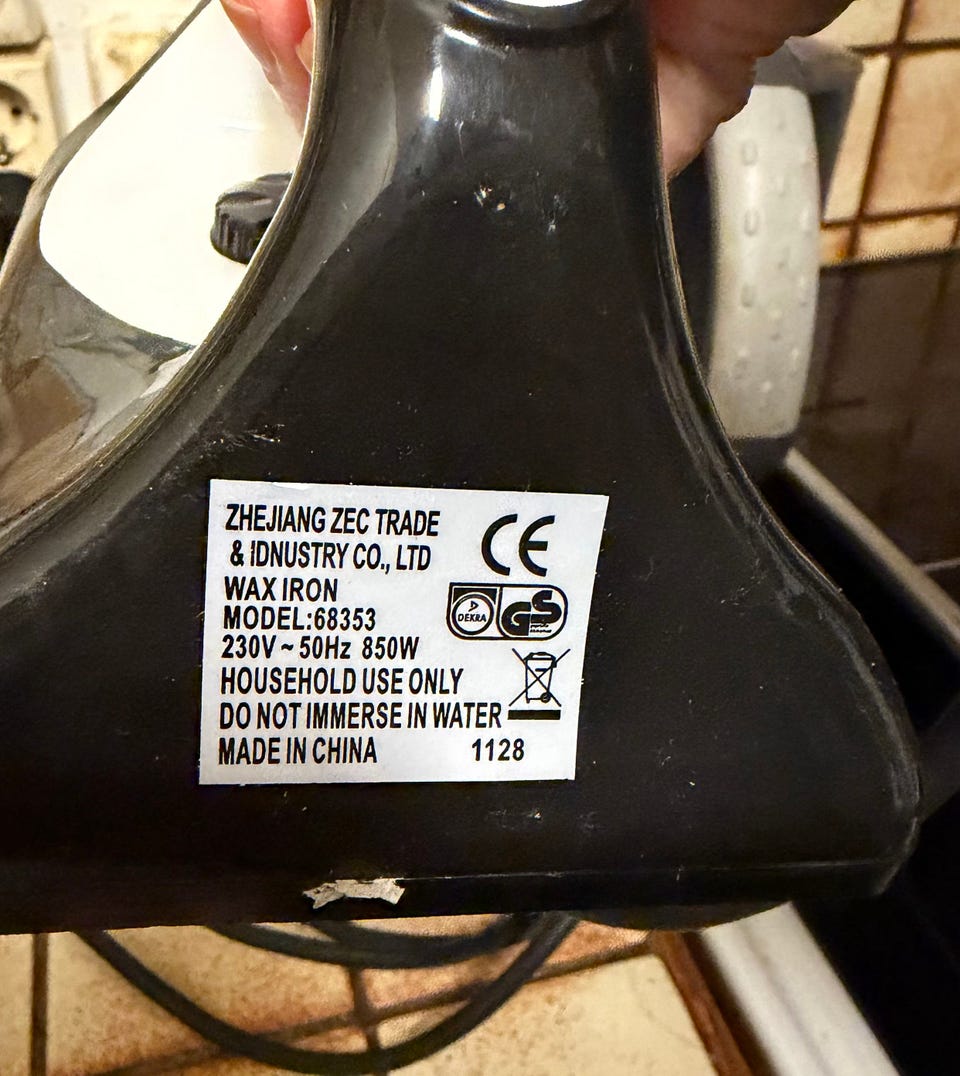 ZHEJIANG ZEC TRADE
& IDNUSTRY CO., LTD
CE
WAX IRON
DEKRA
GS
MODEL:68353
230V ~ 50Hz 850W
HOUSEHOLD USE ONLY
DO NOT IMMERSE IN WATER
MADE IN CHINA 1128